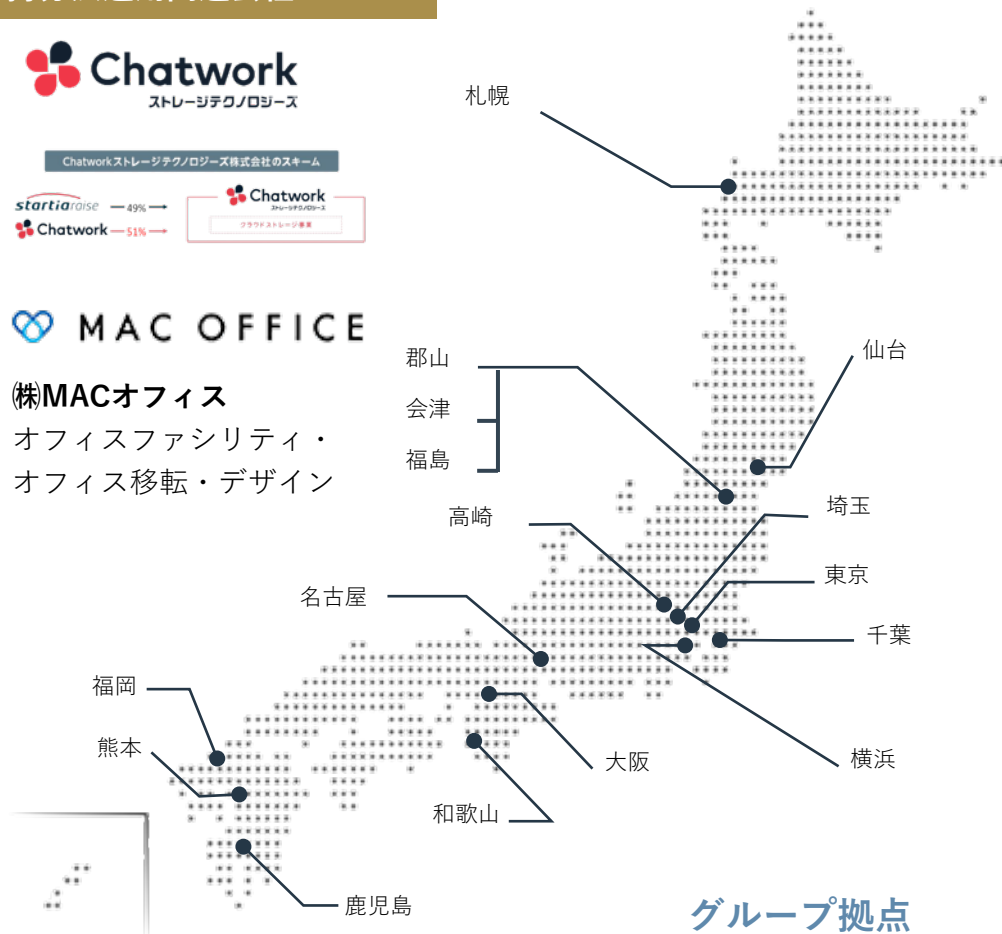 Chatwork
ストレージテクノロジーズ
Chatworkストレージテクノロジーズ株式会社のスキーム
startiaraise
49%
Chatwork
51%
Chatwork
ストレージテクノロジーズ
クラウドストレージ事業
MAC OFFICE
㈱MACオフィス
オフィスファシリティ・
オフィス移転・デザイン
札幌
郡山
会津
福島
仙台
高崎
埼玉
東京
千葉
名古屋
福岡
熊本
大阪
横浜
和歌山
鹿児島
グループ拠点